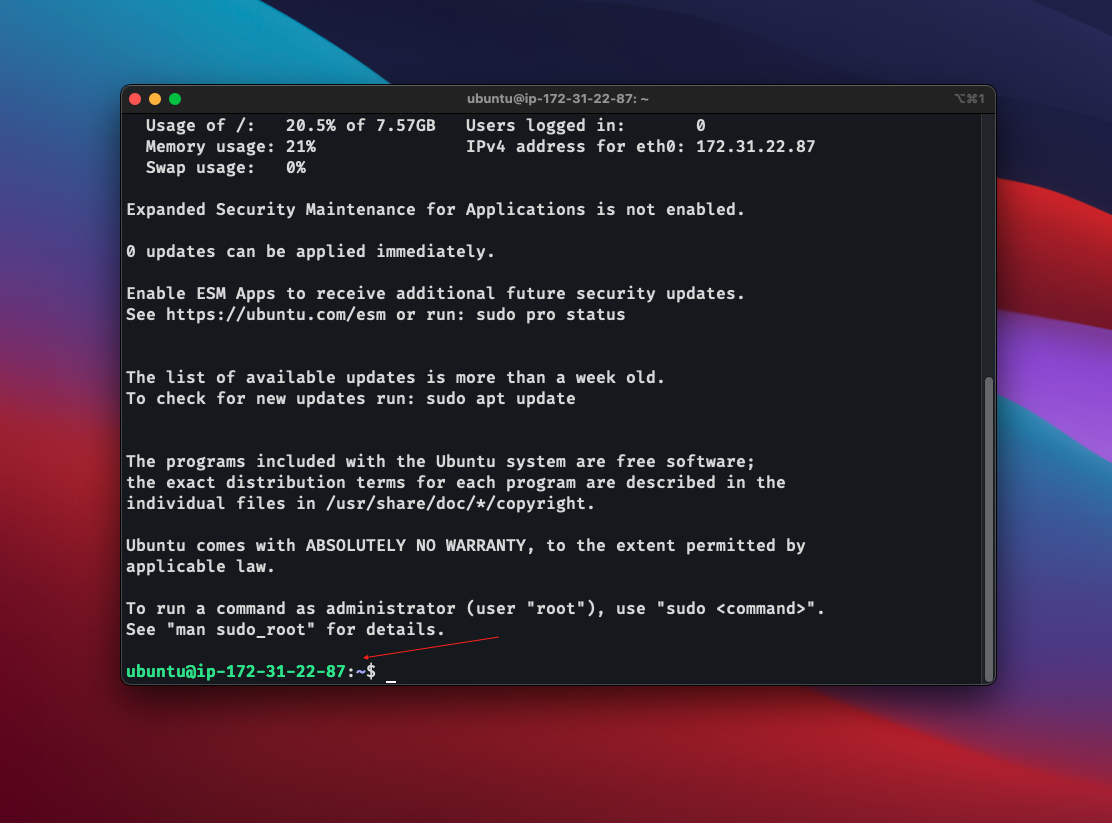 ubuntu@ip-172-31-22-87: ~
⌥⌘1
Usage of /:   20.5% of 7.57GB   Users logged in:       0
Memory usage: 21%               IPv4 address for eth0: 172.31.22.87
Swap usage:   0%
Expanded Security Maintenance for Applications is not enabled.
0 updates can be applied immediately.
Enable ESM Apps to receive additional future security updates.
See https://ubuntu.com/esm or run: sudo pro status
The list of available updates is more than a week old.
To check for new updates run: sudo apt update
The programs included with the Ubuntu system are free software;
the exact distribution terms for each program are described in the
individual files in /usr/share/doc/*/copyright.
Ubuntu comes with ABSOLUTELY NO WARRANTY, to the extent permitted by
applicable law.
To run a command as administrator (user "root"), use "sudo <command>".
See "man sudo_root" for details.
ubuntu@ip-172-31-22-87:~$ _